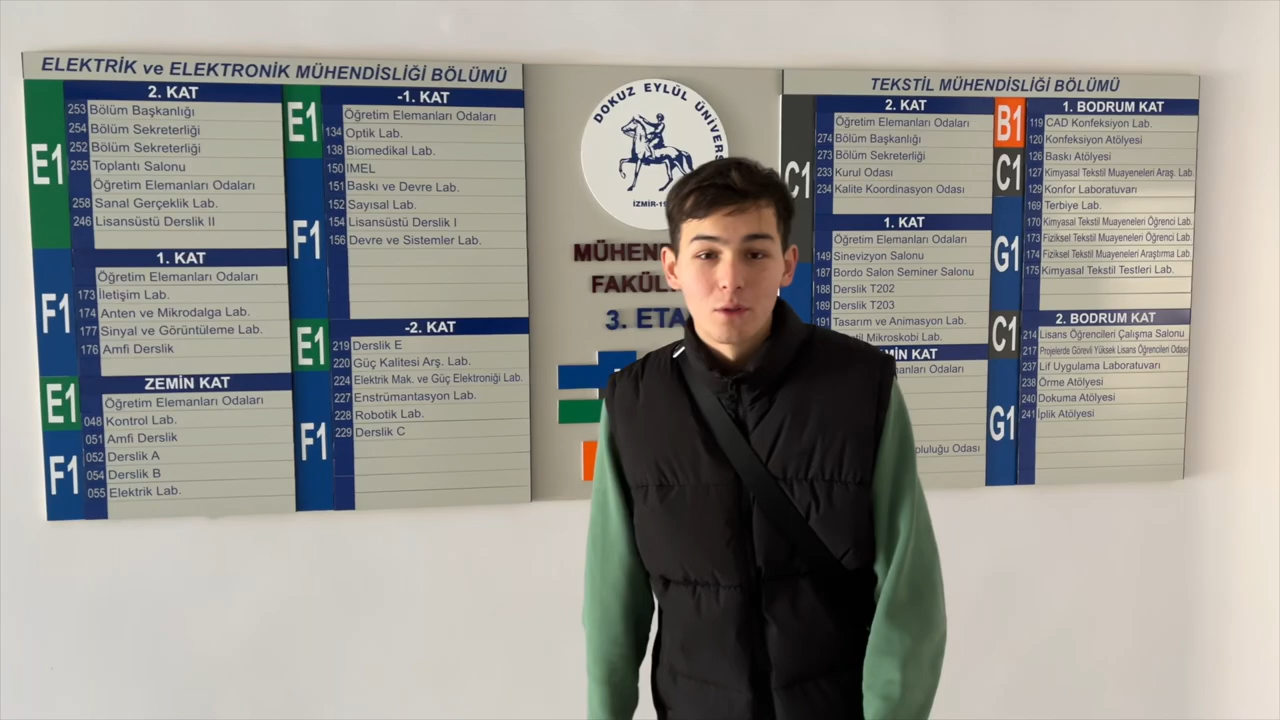 ELEKTRİK ve ELEKTRONİK MÜHENDİSLİĞİ BÖLÜMÜ
E1
F1
E1
F1
2. KAT
253 Bölüm Başkanlığı
254 Bölüm Sekreterliği
252 Bölüm Sekreterliği
255 Toplantı Salonu
Öğretim Elemanları Odaları
258 Sanal Gerçeklik Lab.
246 Lisansüstü Derslik II
1. KAT
Öğretim Elemanları Odaları
173 İletişim Lab.
174 Anten ve Mikrodalga Lab.
177 Sinyal ve Görüntüleme Lab.
176 Amfi Derslik
ZEMİN KAT
Öğretim Elemanları Odaları
048 Kontrol Lab.
051 Amfi Derslik
052 Derslik A
054 Derslik B
055 Elektrik Lab.
E1
F1
E1
F1
-1. KAT
Öğretim Elemanları Odaları
134 Optik Lab.
138 Biomedikal Lab.
150 IMEL
151 Baskı ve Devre Lab.
152 Sayısal Lab.
154 Lisansüstü Derslik I
156 Devre ve Sistemler Lab.
-2. KAT
219 Derslik E
220 Güç Kalitesi Arş. Lab.
224 Elektrik Mak. ve Güç Elektroniği Lab.
227 Enstrümantasyon Lab.
228 Robotik Lab.
229 Derslik C
DOKUZ EYLÜL ÜNİVERS
İZMİR-19
MÜHEN
FAKÜL
3. ETA
TEKSTİL MÜHENDİSLİĞİ BÖLÜMÜ
C1
2. KAT
Öğretim Elemanları Odaları
274 Bölüm Başkanlığı
273 Bölüm Sekreterliği
233 Kurul Odası
234 Kalite Koordinasyon Odası
1. KAT
Öğretim Elemanları Odaları
149 Sinevizyon Salonu
187 Bordo Salon Seminer Salonu
188 Derslik T202
189 Derslik T203
191 Tasarım ve Animasyon Lab.
til Mikroskobi Lab.
MİN KAT
emanları Odaları
oluluğu Odası
B1
C1
G1
C1
G1
1. BODRUM KAT
119 CAD Konfeksiyon Lab.
120 Konfeksiyon Atölyesi
126 Baskı Atölyesi
127 Kimyasal Tekstil Muayeneleri Araş. Lab.
129 Konfor Laboratuvarı
169 Terbiye Lab.
170 Kimyasal Tekstil Muayeneleri Öğrenci Lab.
173 Fiziksel Tekstil Muayeneleri Öğrenci Lab.
174 Fiziksel Tekstil Muayeneleri Araştırma Lab.
175 Kimyasal Tekstil Testleri Lab.
2. BODRUM KAT
214 Lisans Öğrencileri Çalışma Salonu
217 Projelerde Görevli Yüksek Lisans Öğrencileri Odası
237 Lif Uygulama Laboratuvarı
238 Örme Atölyesi
240 Dokuma Atölyesi
241 İplik Atölyesi